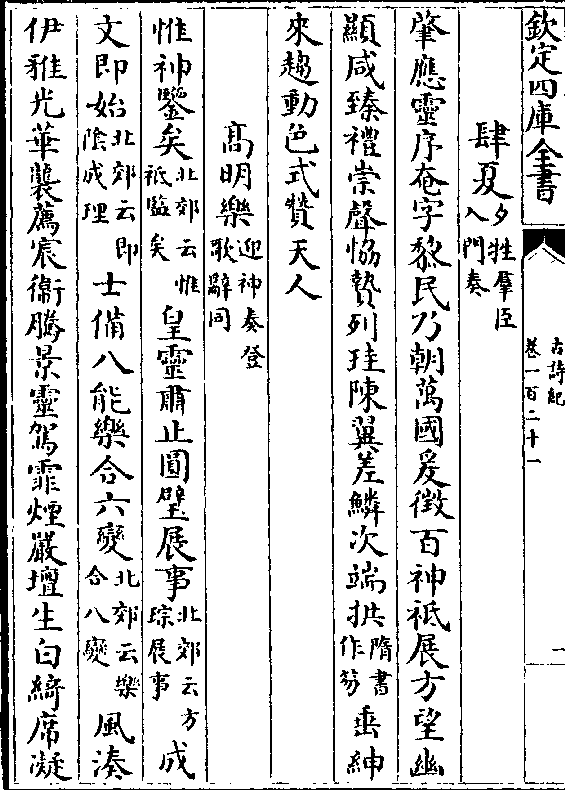 欽定四庫全書
古詩紀
卷一百二十一
一
肆夏夕牲羣臣入門奏
肇應靈序奄字黎民乃朝萬國爰徵百神祗展方望幽
顯咸臻禮崇聲恊贄列珪陳翼差鱗次端拱隋書作笏垂紳
來趨動色式贊天人
髙明樂迎神奏登歌辭同
惟神鑒矣北郊云惟祗監矣皇靈肅止圓璧展事北郊云方琮展事成
文即始北郊云即陰成理士備八能樂合六變北郊云樂合八變風湊
伊雅光華襲薦宸衞騰景靈駕霏煙嚴壇生白綺席凝